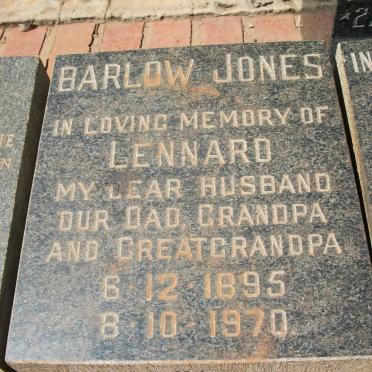 BARLOW JONES
IN LOVING MEMORY OF
LENNARD
MY DEAR HUSBAND
OUR DAD, GRANDPA
AND GREATGRANDPA
6·12·1895
8·10·1970